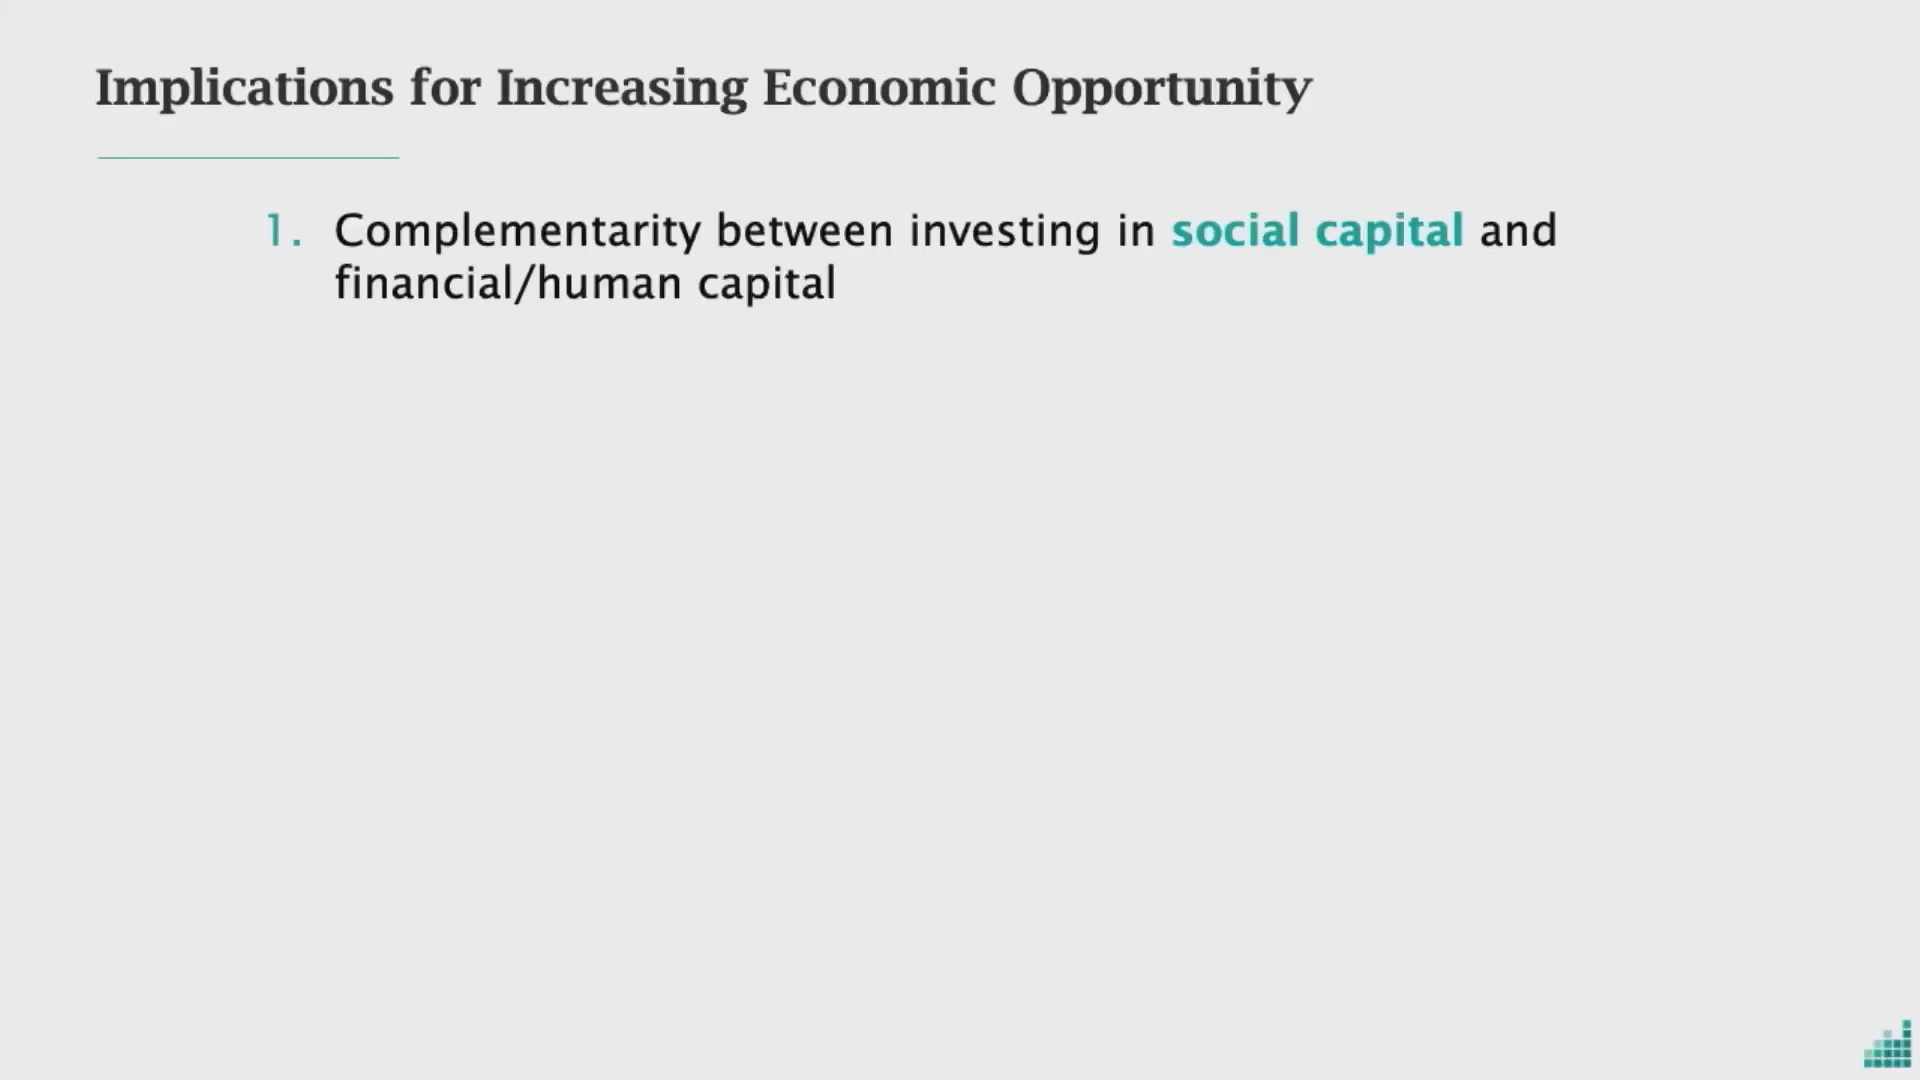 Implications for Increasing Economic Opportunity
1. Complementarity between investing in social capital and
financial/human capital